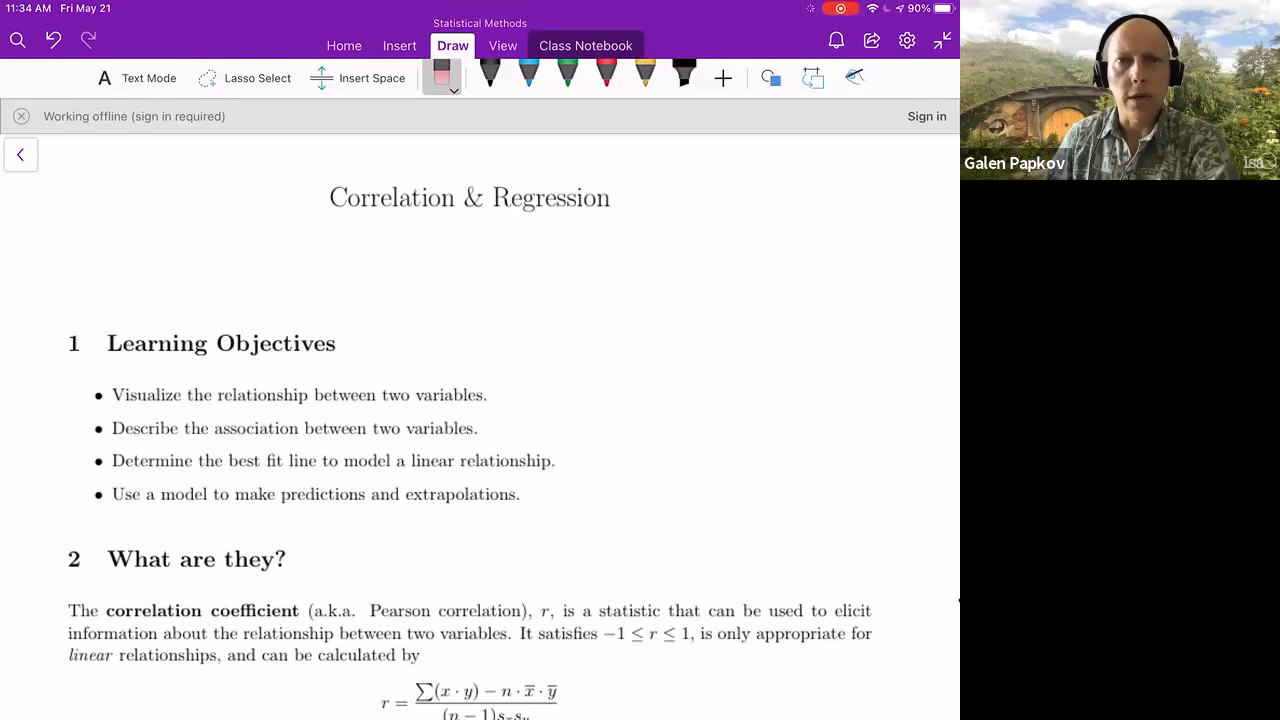 11:34 AM Fri May 21
90%
Statistical Methods
Home Insert Draw View Class Notebook
A Text Mode Lasso Select Insert Space
Working offline (sign in required) Sign in
Galen Papkov
Correlation & Regression
1 Learning Objectives
• Visualize the relationship between two variables.
• Describe the association between two variables.
• Determine the best fit line to model a linear relationship.
• Use a model to make predictions and extrapolations.
2 What are they?
The correlation coefficient (a.k.a. Pearson correlation), r, is a statistic that can be used to elicit
information about the relationship between two variables. It satisfies −1 ≤ r ≤ 1, is only appropriate for
linear relationships, and can be calculated by
r = ∑(x · y) − n · x̅ · y̅
(n − 1)sₓsᵧ